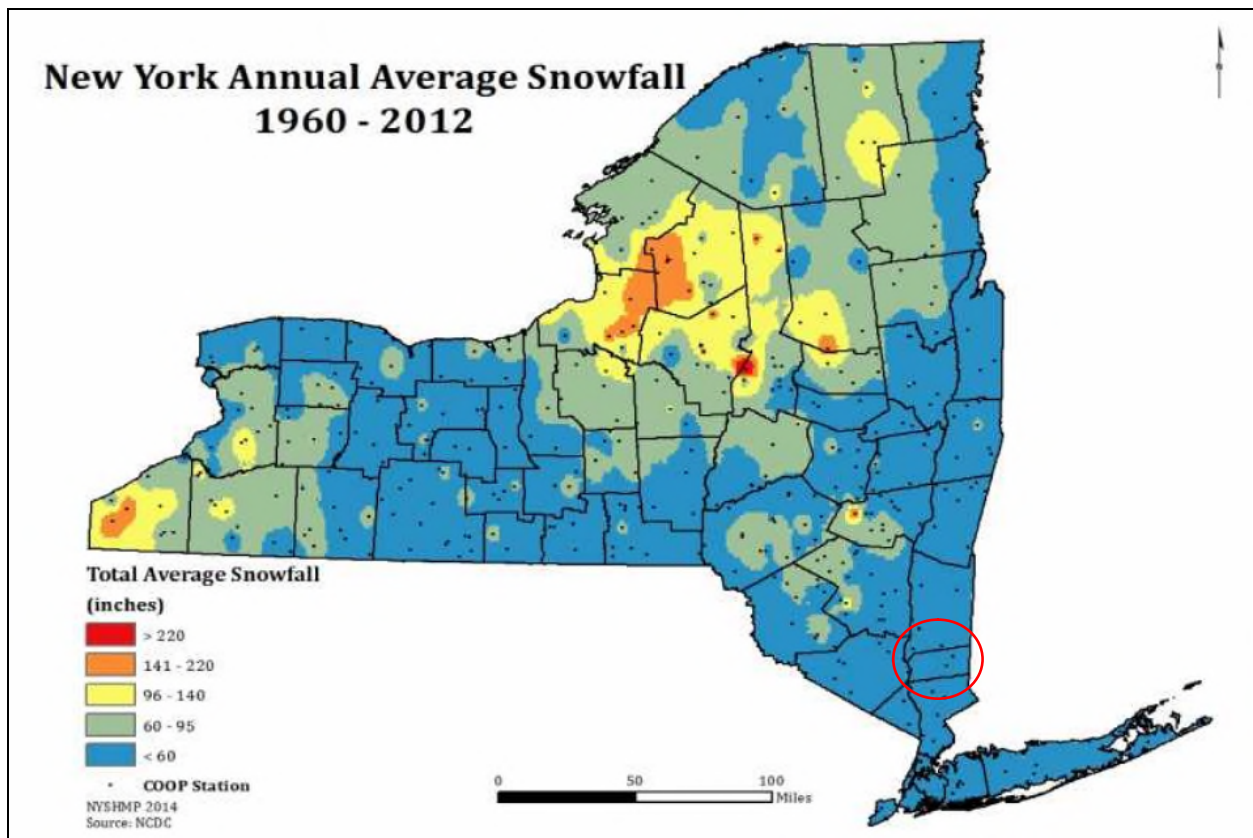 New York Annual Average Snowfall
1960 - 2012
Total Average Snowfall
(inches)
> 220
141 - 220
96 - 140
60 - 95
< 60
COOP Station
NYSHMP 2014
Source: NCDC
0 50 100
Miles